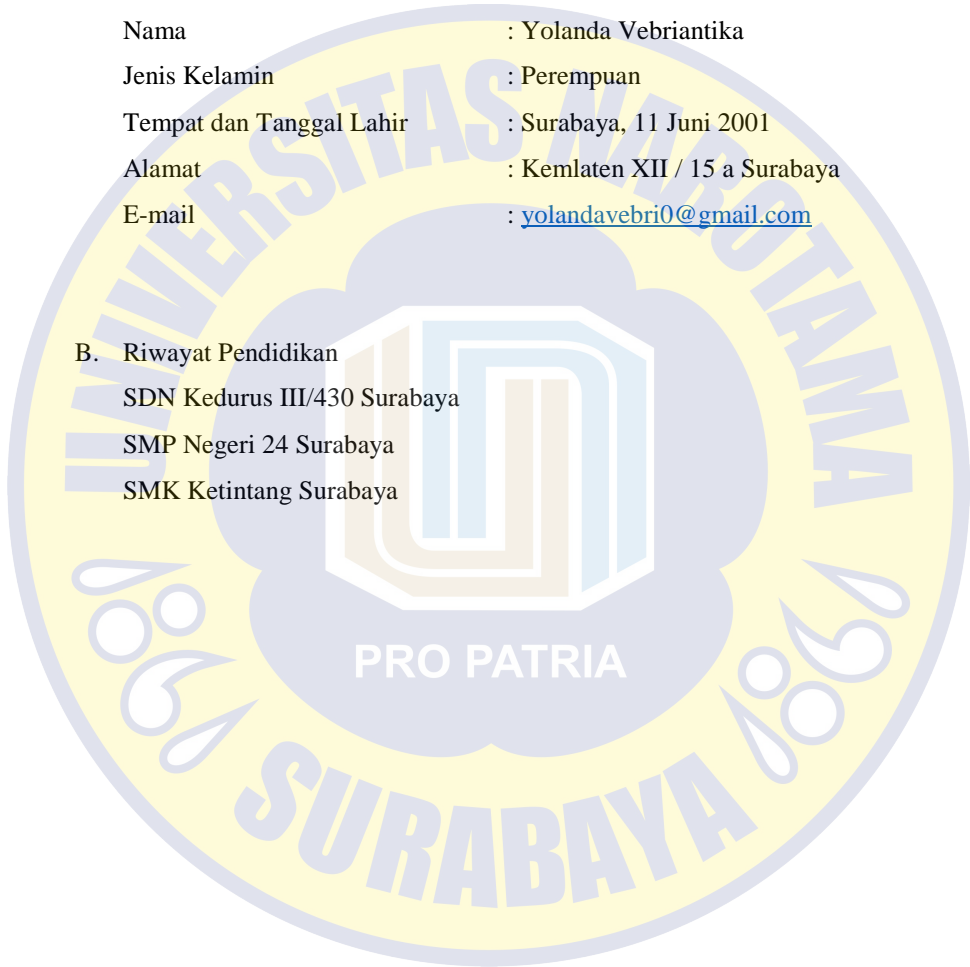 Nama : Yolanda Vebriantika
Jenis Kelamin : Perempuan
Tempat dan Tanggal Lahir : Surabaya, 11 Juni 2001
Alamat : Kemlaten XII / 15 a Surabaya
E-mail : yolandavebri0@gmail.com
B. Riwayat Pendidikan
SDN Kedurus III/430 Surabaya
SMP Negeri 24 Surabaya
SMK Ketintang Surabaya
UNIVERSITAS NAROTAMA
PRO PATRIA
SURABAYA